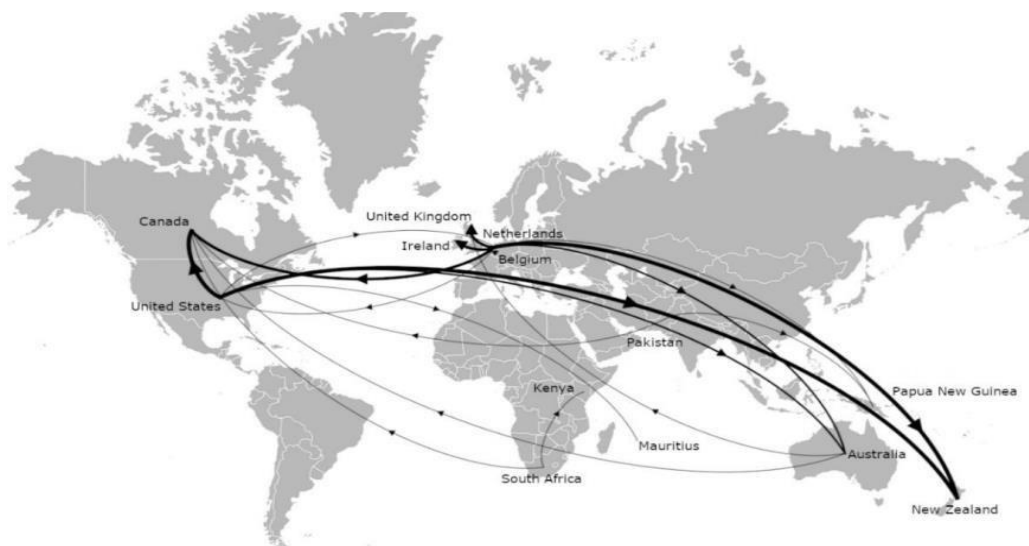 Canada
United Kingdom
Netherlands
Ireland
Belgium
United States
Pakistan
Kenya
Papua New Guinea
Mauritius
Australia
South Africa
New Zealand